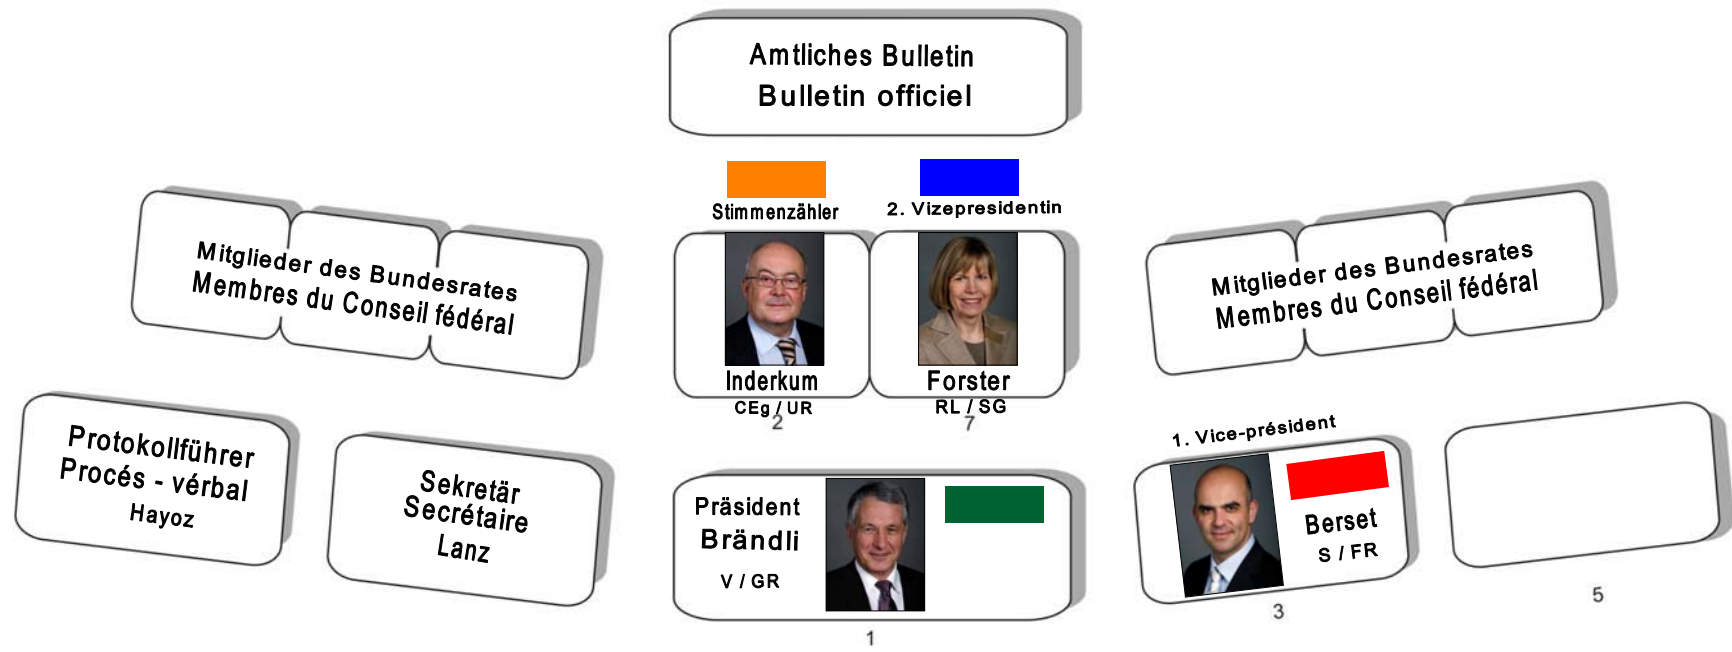 Amtliches Bulletin
Bulletin officiel
Stimmenzähler
2. Vizepresidentin
Mitglieder des Bundesrates
Membres du Conseil fédéral
Inderkum
CEg / UR
2
Forster
RL / SG
7
Mitglieder des Bundesrates
Membres du Conseil fédéral
Protokollführer
Procés - vérbal
Hayoz
Sekretär
Secrétaire
Lanz
Präsident
Brändli
V / GR
1
1. Vice-président
Berset
S / FR
3
5